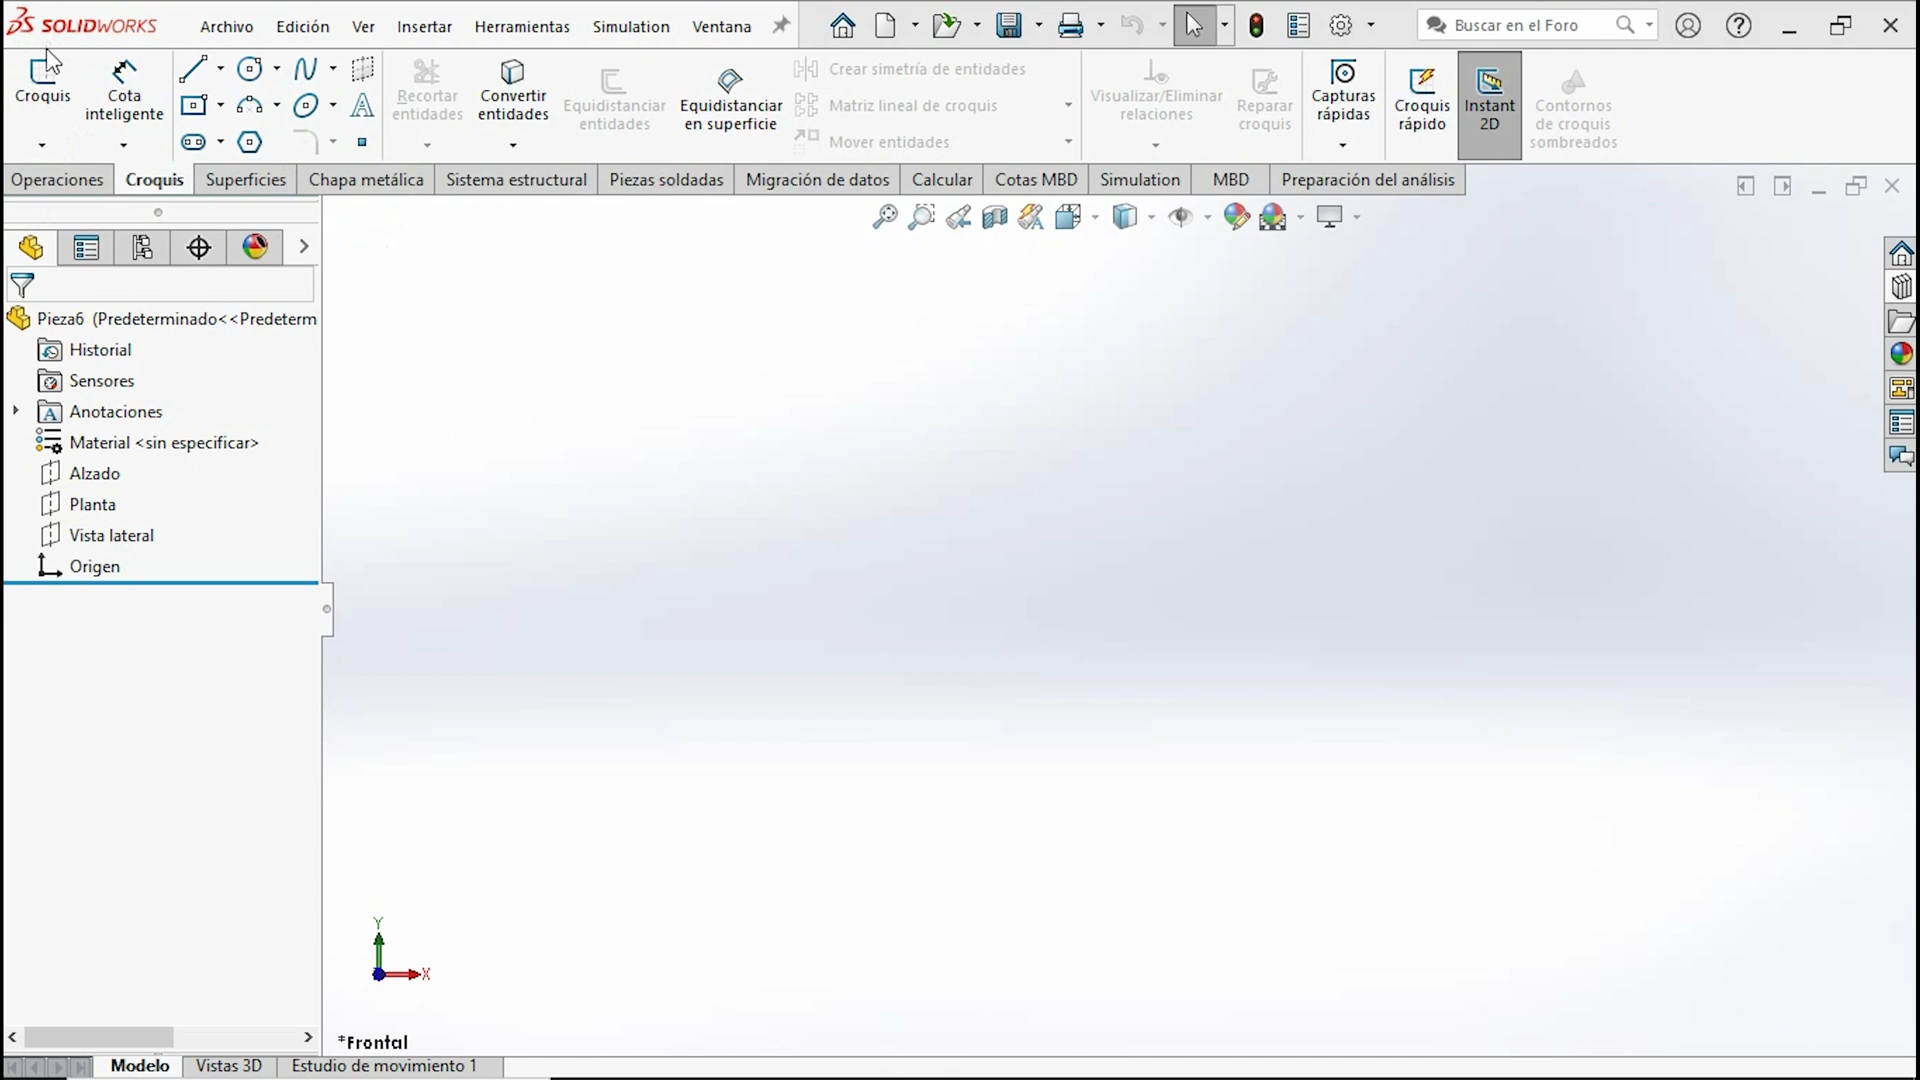 SOLIDWORKS Archivo Edición Ver Insertar Herramientas Simulation Ventana Buscar en el Foro
Croquis
Cota
inteligente
Recortar
entidades
Convertir
entidades
Equidistanciar
entidades
Equidistanciar
en superficie
Crear simetría de entidades
Matriz lineal de croquis
Mover entidades
Visualizar/Eliminar
relaciones
Reparar
croquis
Capturas
rápidas
Croquis
rápido
Instant
2D
Contornos
de croquis
sombreados
Operaciones Croquis Superficies Chapa metálica Sistema estructural Piezas soldadas Migración de datos Calcular Cotas MBD Simulation MBD Preparación del análisis
Pieza6 (Predeterminado<<Predeterm
Historial
Sensores
Anotaciones
Material <sin especificar>
Alzado
Planta
Vista lateral
Origen
Y
X
*Frontal
Modelo Vistas 3D Estudio de movimiento 1